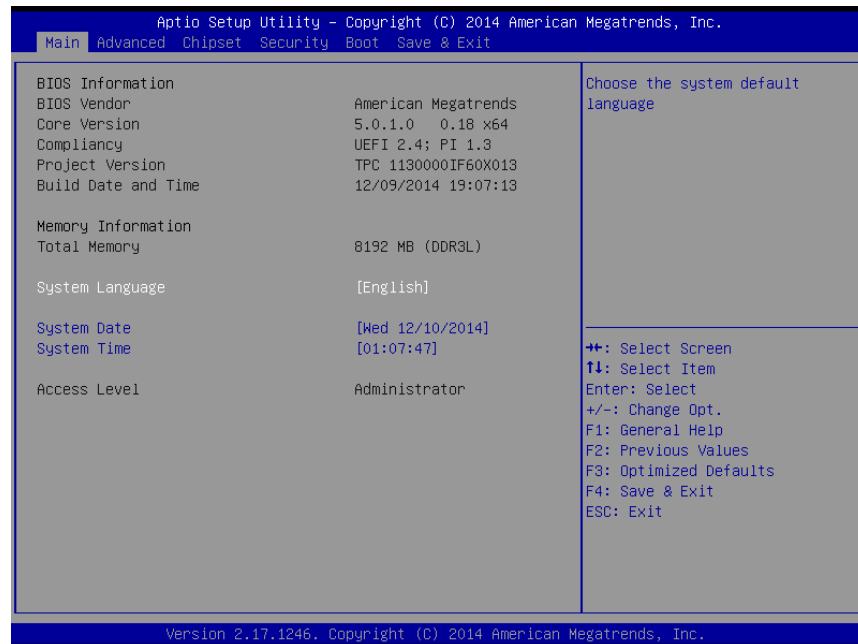 Aptio Setup Utility – Copyright (C) 2014 American Megatrends, Inc.
Main Advanced Chipset Security Boot Save & Exit
BIOS Information
BIOS Vendor American Megatrends
Core Version 5.0.1.0 0.18 x64
Compliancy UEFI 2.4; PI 1.3
Project Version TPC 1130000IF60X013
Build Date and Time 12/09/2014 19:07:13
Memory Information
Total Memory 8192 MB (DDR3L)
System Language [English]
System Date [Wed 12/10/2014]
System Time [01:07:47]
Access Level Administrator
Choose the system default
language
→←: Select Screen
↑↓: Select Item
Enter: Select
+/-: Change Opt.
F1: General Help
F2: Previous Values
F3: Optimized Defaults
F4: Save & Exit
ESC: Exit
Version 2.17.1246. Copyright (C) 2014 American Megatrends, Inc.